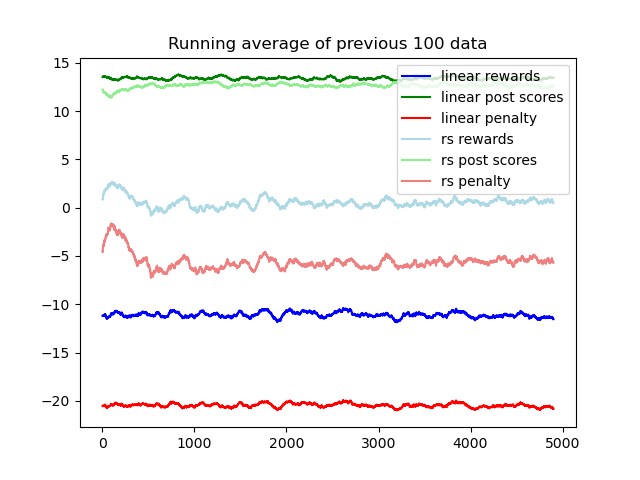 Running average of previous 100 data
15
10
5
0
−5
−10
−15
−20
0
1000
2000
3000
4000
5000
linear rewards
linear post scores
linear penalty
rs rewards
rs post scores
rs penalty